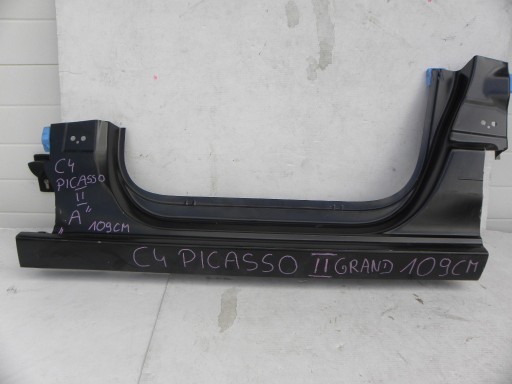 C4
PICASSO
II
"A"
109CM
C4 PICASSO II GRAND 109CM